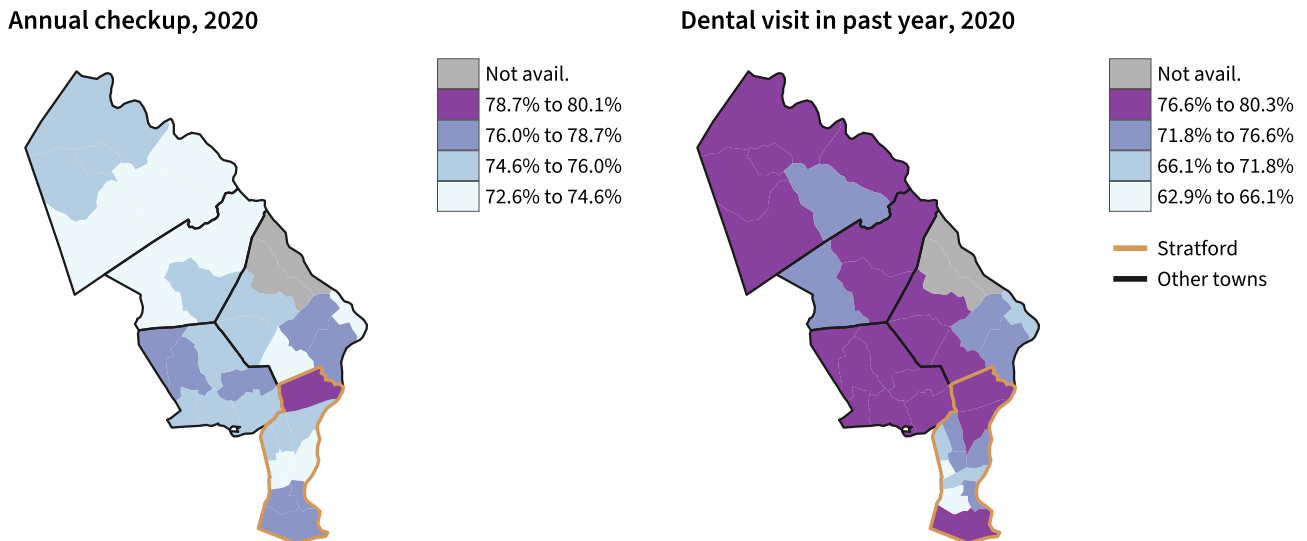 Annual checkup, 2020
Not avail.
78.7% to 80.1%
76.0% to 78.7%
74.6% to 76.0%
72.6% to 74.6%
Dental visit in past year, 2020
Not avail.
76.6% to 80.3%
71.8% to 76.6%
66.1% to 71.8%
62.9% to 66.1%
Stratford
Other towns